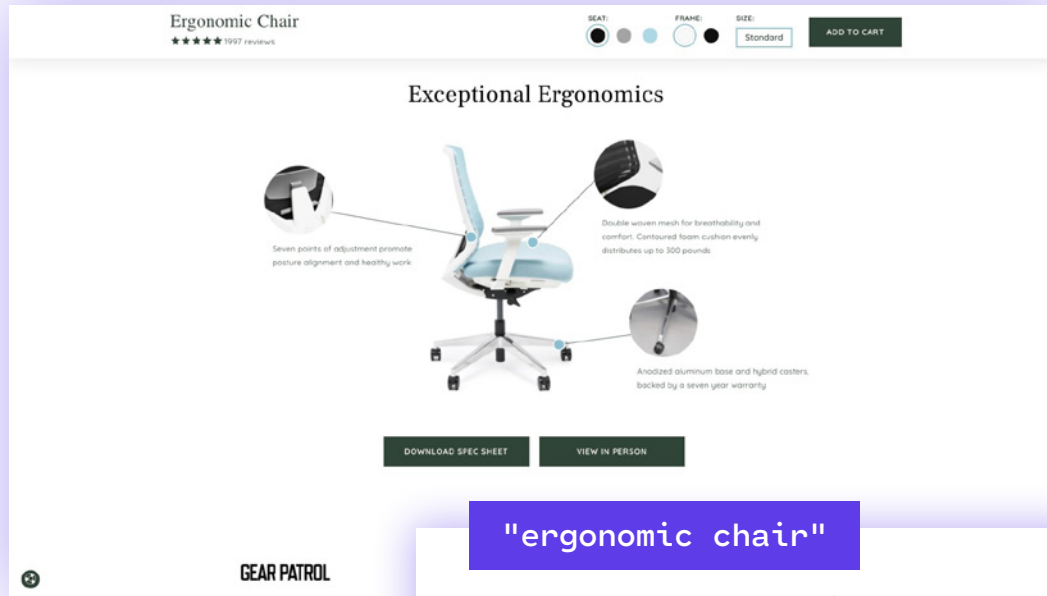 Ergonomic Chair
1997 reviews
SEAT:
FRAME:
SIZE:
Standard
ADD TO CART
Exceptional Ergonomics
Seven points of adjustment promote
posture alignment and healthy work
Double woven mesh for breathability and
comfort. Contoured foam cushion evenly
distributes up to 300 pounds
Anodized aluminum base and hybrid casters,
backed by a seven year warranty
DOWNLOAD SPEC SHEET
VIEW IN PERSON
"ergonomic chair"
GEAR PATROL